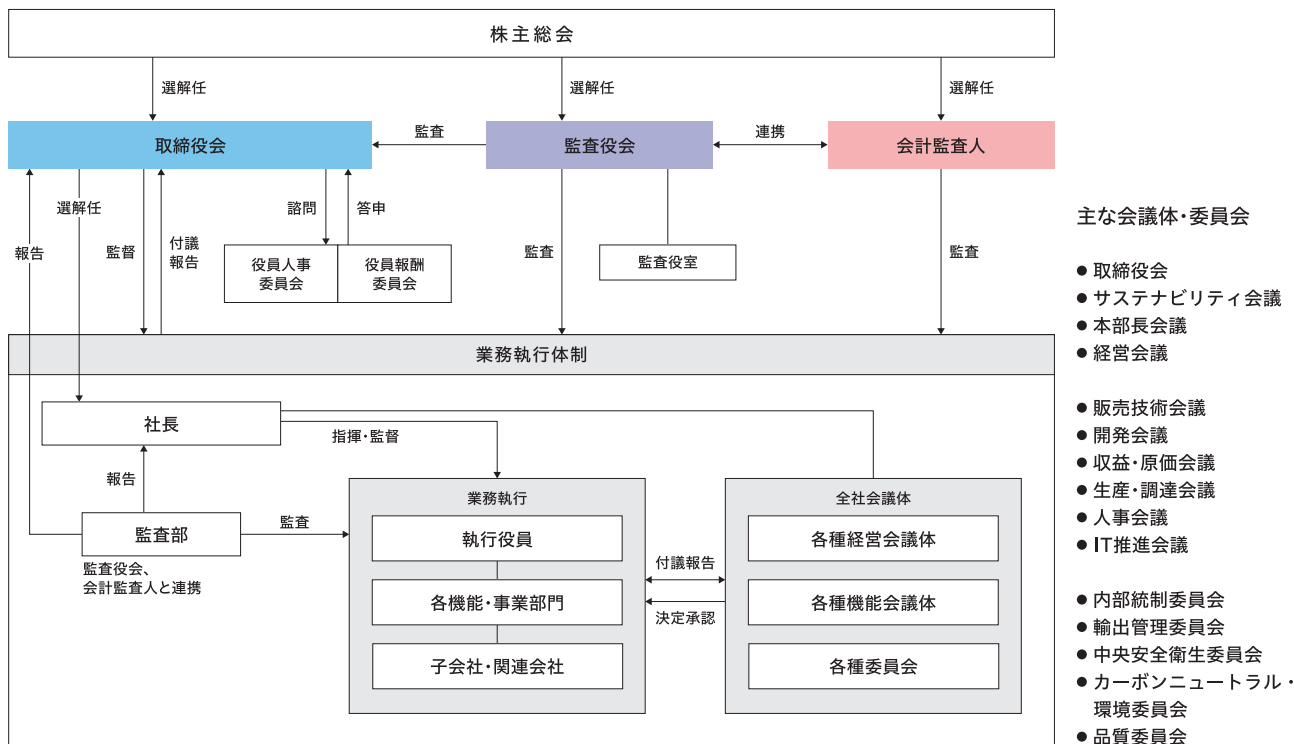 株主総会
選解任
選解任
選解任
取締役会
監査
監査役会
連携
会計監査人
報告
選解任
監督
付議
報告
諮問
答申
役員人事
委員会
役員報酬
委員会
監査
監査役室
監査
業務執行体制
社長
指揮・監督
報告
監査部
監査役会、
会計監査人と連携
監査
業務執行
執行役員
各機能・事業部門
子会社・関連会社
付議報告
決定承認
全社会議体
各種経営会議体
各種機能会議体
各種委員会
主な会議体・委員会
● 取締役会
● サステナビリティ会議
● 本部長会議
● 経営会議
● 販売技術会議
● 開発会議
● 収益・原価会議
● 生産・調達会議
● 人事会議
● IT推進会議
● 内部統制委員会
● 輸出管理委員会
● 中央安全衛生委員会
● カーボンニュートラル・
環境委員会
● 品質委員会